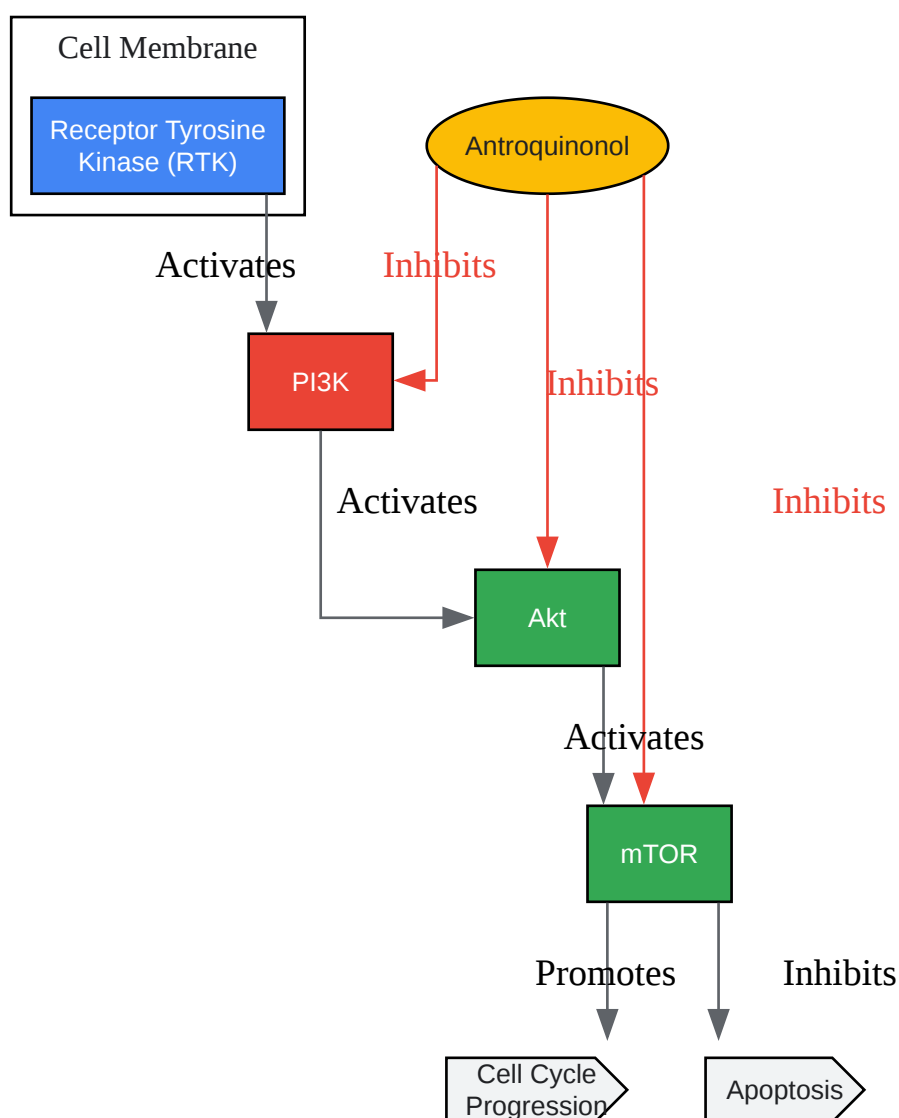 Cell Membrane
Receptor Tyrosine
Kinase (RTK)
Antroquinonol
Activates
Inhibits
PI3K
Inhibits
Activates
Inhibits
Akt
Activates
mTOR
Promotes
Inhibits
Cell Cycle
Progression
Apoptosis